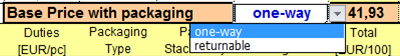 Base Price with packaging one-way 41,93
one-way
returnable
Duties Packaging Total
[EUR/pc] Type Stac [EUR/100]